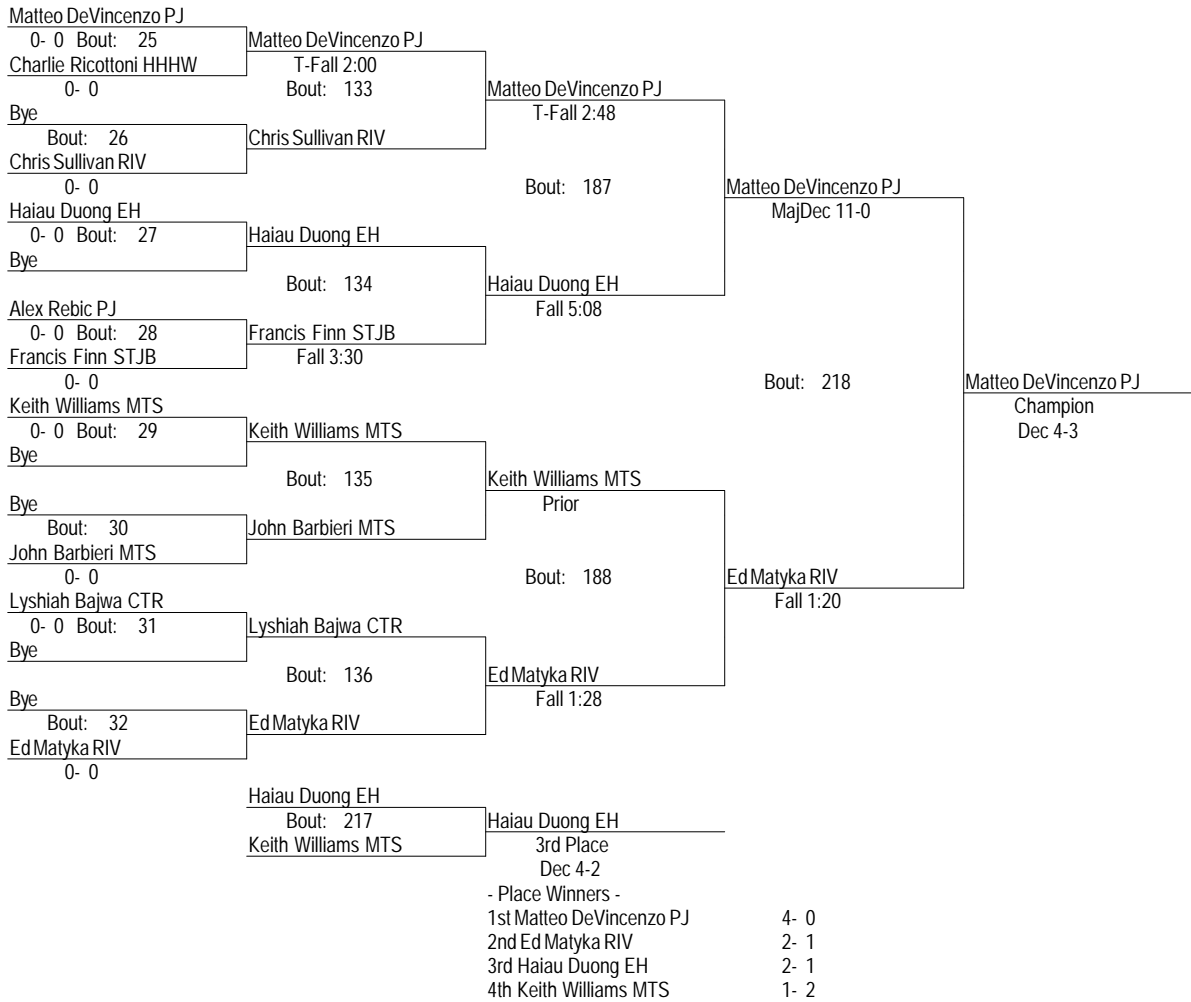 Matteo DeVincenzo PJ
0- 0 Bout: 25
Charlie Ricottoni HHHW
0- 0
Bye
Bout: 26
Chris Sullivan RIV
0- 0
Haiau Duong EH
0- 0 Bout: 27
Bye
Alex Rebic PJ
0- 0 Bout: 28
Francis Finn STJB
0- 0
Keith Williams MTS
0- 0 Bout: 29
Bye
Bye
Bout: 30
John Barbieri MTS
0- 0
Lyshiah Bajwa CTR
0- 0 Bout: 31
Bye
Bye
Bout: 32
Ed Matyka RIV
0- 0
Matteo DeVincenzo PJ
T-Fall 2:00
Bout: 133
Chris Sullivan RIV
Haiau Duong EH
Bout: 134
Francis Finn STJB
Fall 3:30
Keith Williams MTS
Bout: 135
John Barbieri MTS
Lyshiah Bajwa CTR
Bout: 136
Ed Matyka RIV
Matteo DeVincenzo PJ
T-Fall 2:48
Bout: 187
Haiau Duong EH
Fall 5:08
Keith Williams MTS
Prior
Bout: 188
Ed Matyka RIV
Fall 1:28
Matteo DeVincenzo PJ
MajDec 11-0
Bout: 218
Ed Matyka RIV
Fall 1:20
Matteo DeVincenzo PJ
Champion
Dec 4-3
Haiau Duong EH
Bout: 217
Keith Williams MTS
Haiau Duong EH
3rd Place
Dec 4-2
- Place Winners -
1st Matteo DeVincenzo PJ 4- 0
2nd Ed Matyka RIV 2- 1
3rd Haiau Duong EH 2- 1
4th Keith Williams MTS 1- 2